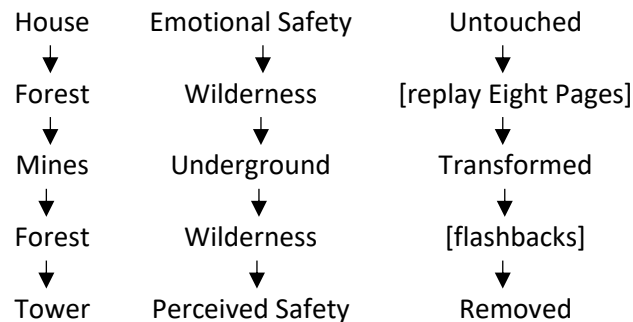 House Emotional Safety Untouched
Forest Wilderness [replay Eight Pages]
Mines Underground Transformed
Forest Wilderness [flashbacks]
Tower Perceived Safety Removed